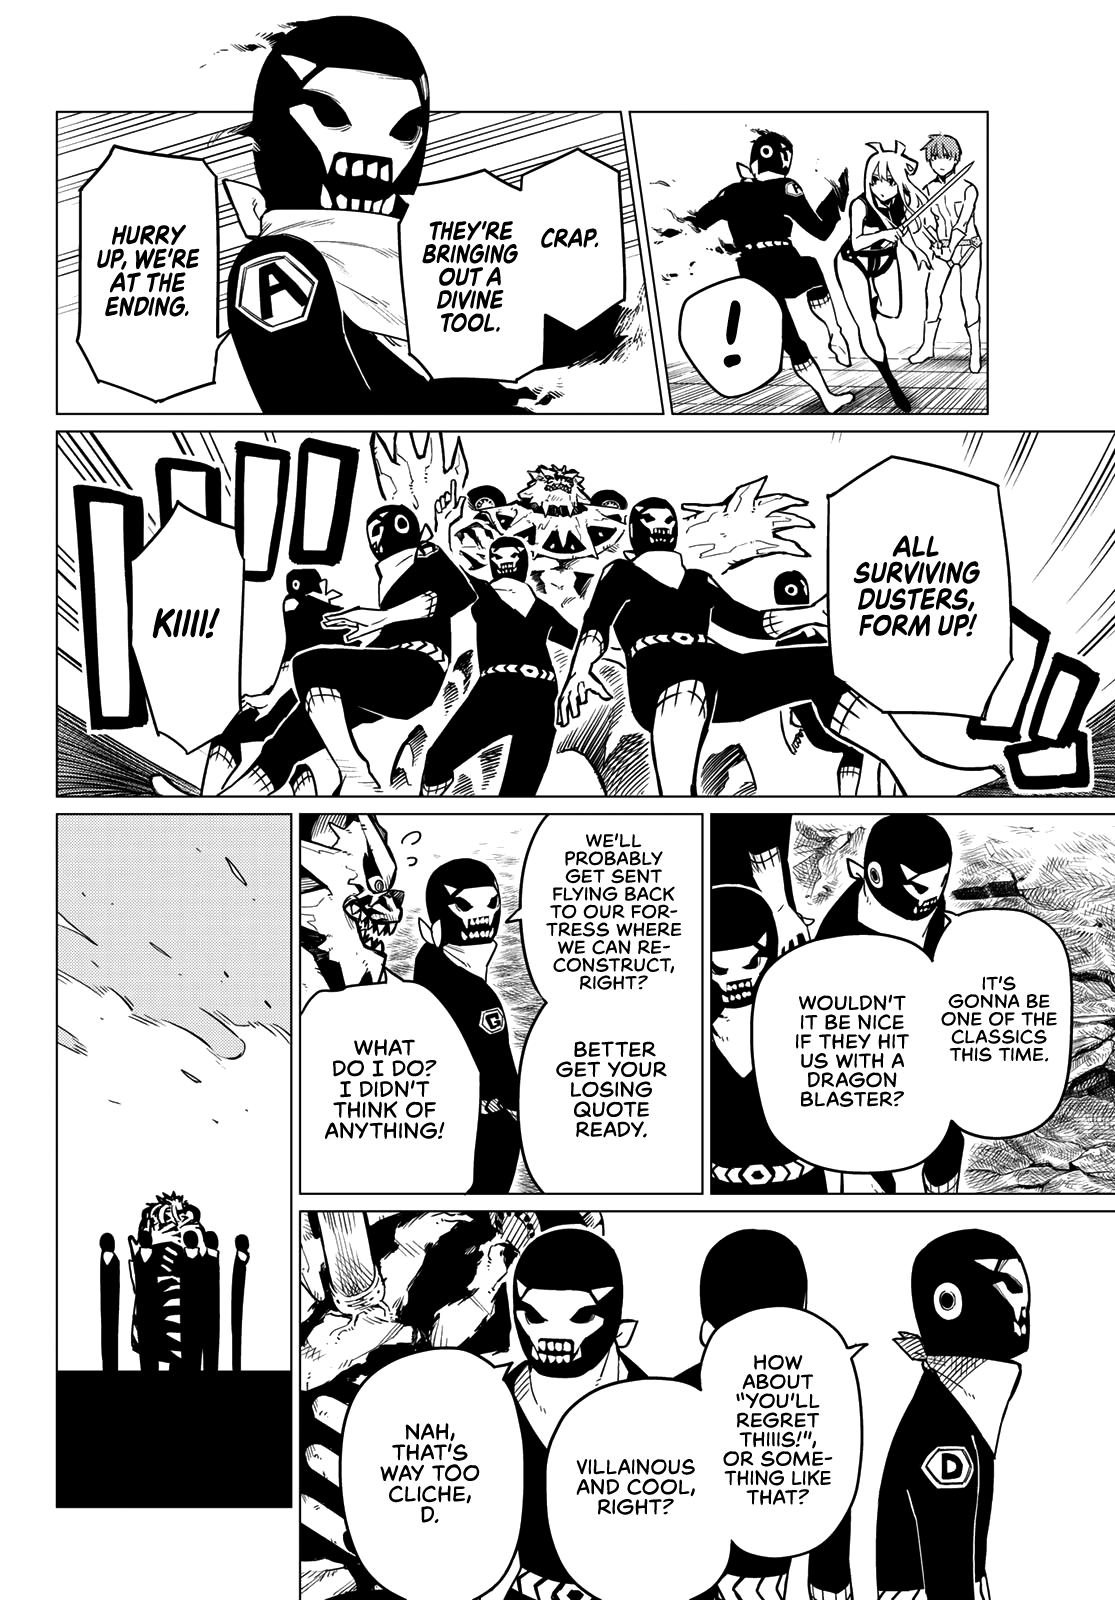 !
CRAP.
THEY'RE
BRINGING
OUT A
DIVINE
TOOL.
HURRY
UP, WE'RE
AT THE
ENDING.
A
ALL
SURVIVING
DUSTERS,
FORM UP!
KIIII!
IT'S
GONNA BE
ONE OF THE
CLASSICS
THIS TIME.
WOULDN'T
IT BE NICE
IF THEY HIT
US WITH A
DRAGON
BLASTER?
WE'LL
PROBABLY
GET SENT
FLYING BACK
TO OUR FOR-
TRESS WHERE
WE CAN RE-
CONSTRUCT,
RIGHT?
BETTER
GET YOUR
LOSING
QUOTE
READY.
G
WHAT
DO I DO?
I DIDN'T
THINK OF
ANYTHING!
HOW
ABOUT
"YOU'LL
REGRET
THIIIS!",
OR SOME-
THING LIKE
THAT?
D
VILLAINOUS
AND COOL,
RIGHT?
NAH,
THAT'S
WAY TOO
CLICHE,
D.